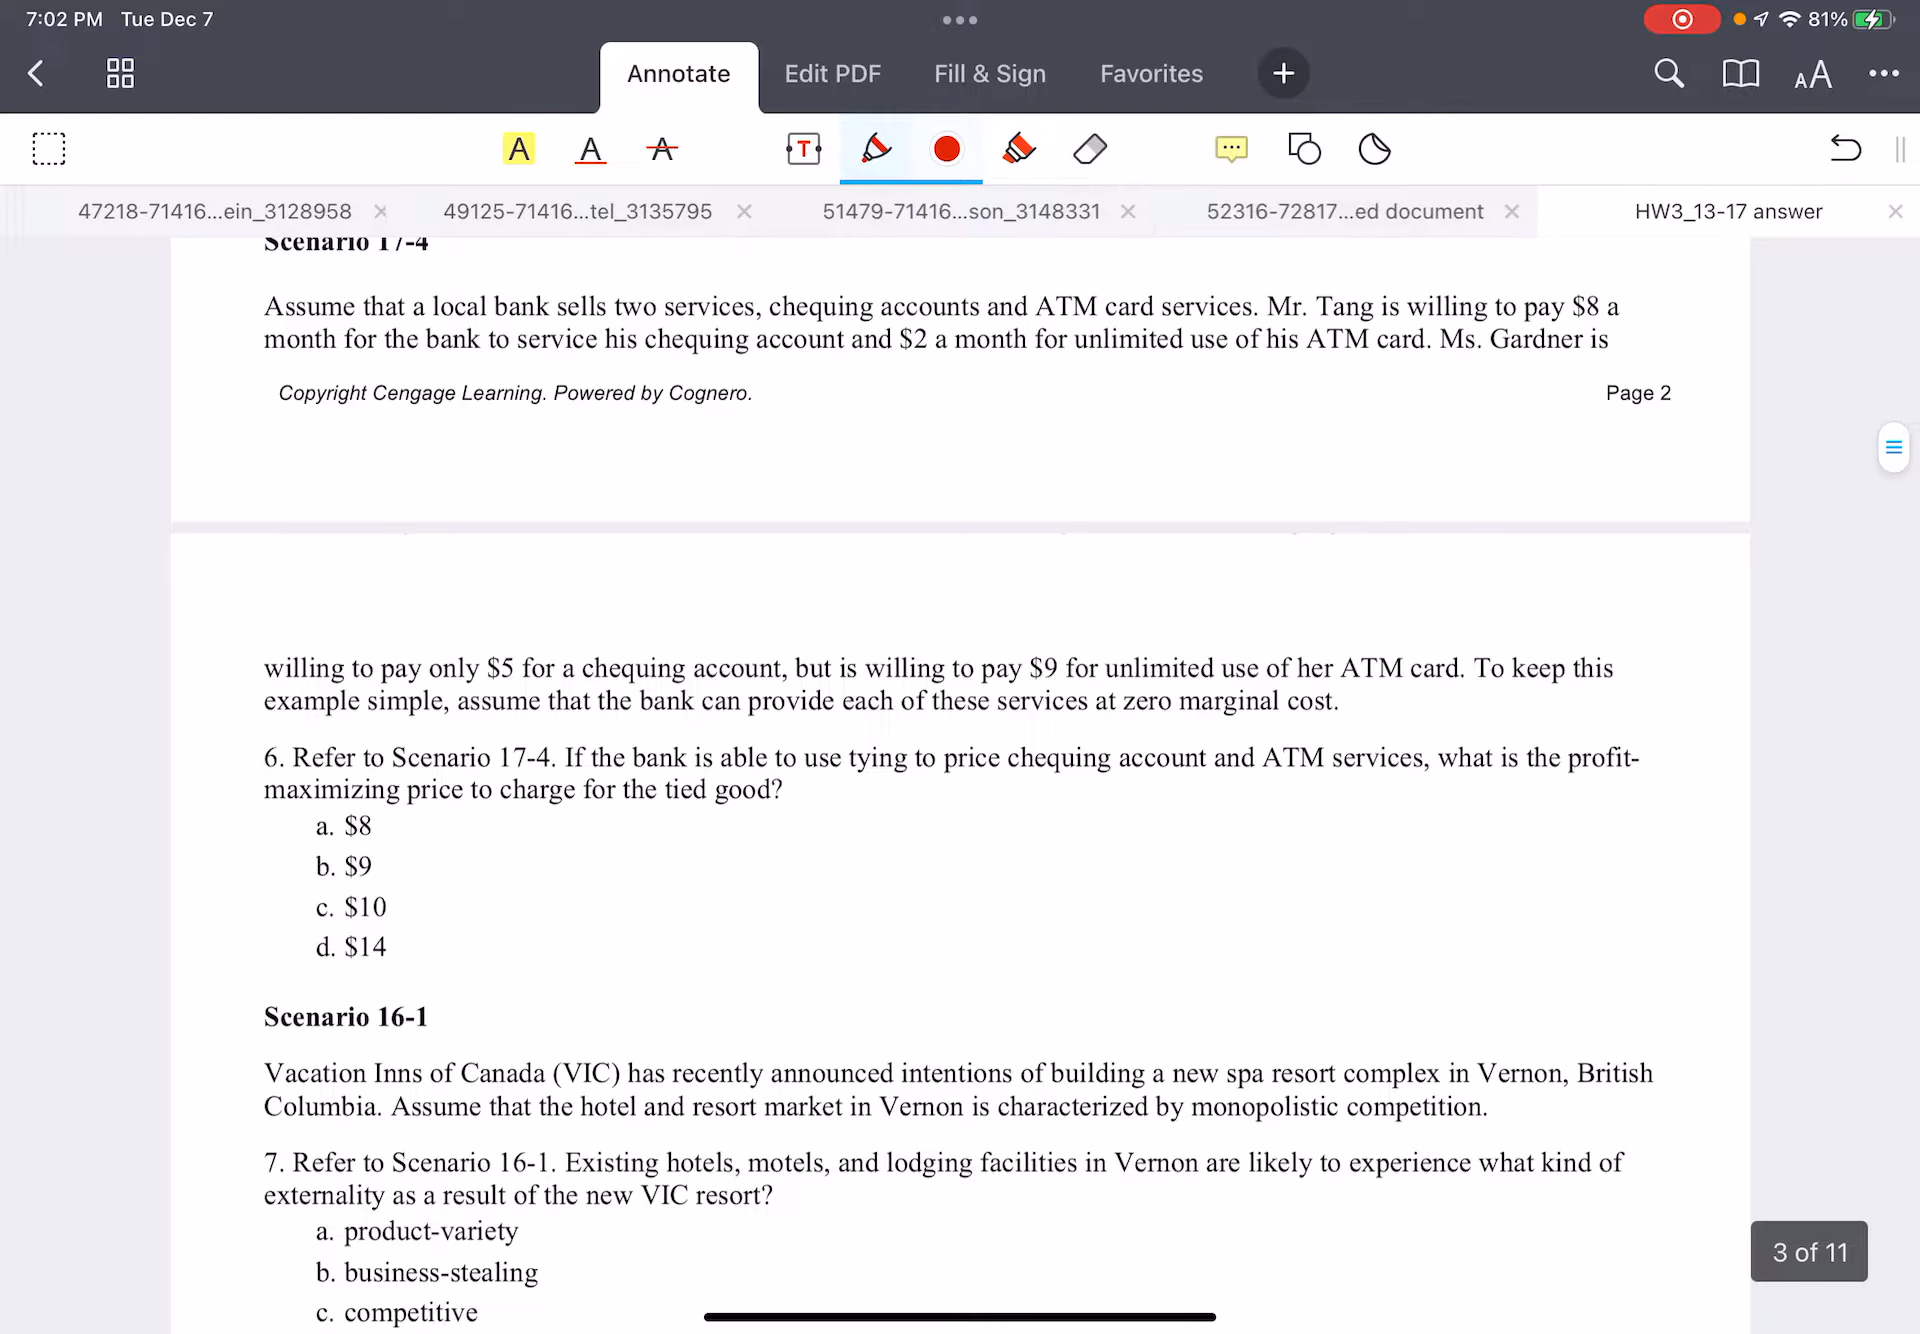 7:02 PM Tue Dec 7
81%
Annotate Edit PDF Fill & Sign Favorites
47218-71416...ein_3128958
49125-71416...tel_3135795
51479-71416...son_3148331
52316-72817...ed document
HW3_13-17 answer
Scenario 17-4
Assume that a local bank sells two services, chequing accounts and ATM card services. Mr. Tang is willing to pay $8 a
month for the bank to service his chequing account and $2 a month for unlimited use of his ATM card. Ms. Gardner is
Copyright Cengage Learning. Powered by Cognero.
Page 2
willing to pay only $5 for a chequing account, but is willing to pay $9 for unlimited use of her ATM card. To keep this
example simple, assume that the bank can provide each of these services at zero marginal cost.
6. Refer to Scenario 17-4. If the bank is able to use tying to price chequing account and ATM services, what is the profit-
maximizing price to charge for the tied good?
a. $8
b. $9
c. $10
d. $14
Scenario 16-1
Vacation Inns of Canada (VIC) has recently announced intentions of building a new spa resort complex in Vernon, British
Columbia. Assume that the hotel and resort market in Vernon is characterized by monopolistic competition.
7. Refer to Scenario 16-1. Existing hotels, motels, and lodging facilities in Vernon are likely to experience what kind of
externality as a result of the new VIC resort?
a. product-variety
b. business-stealing
c. competitive
3 of 11